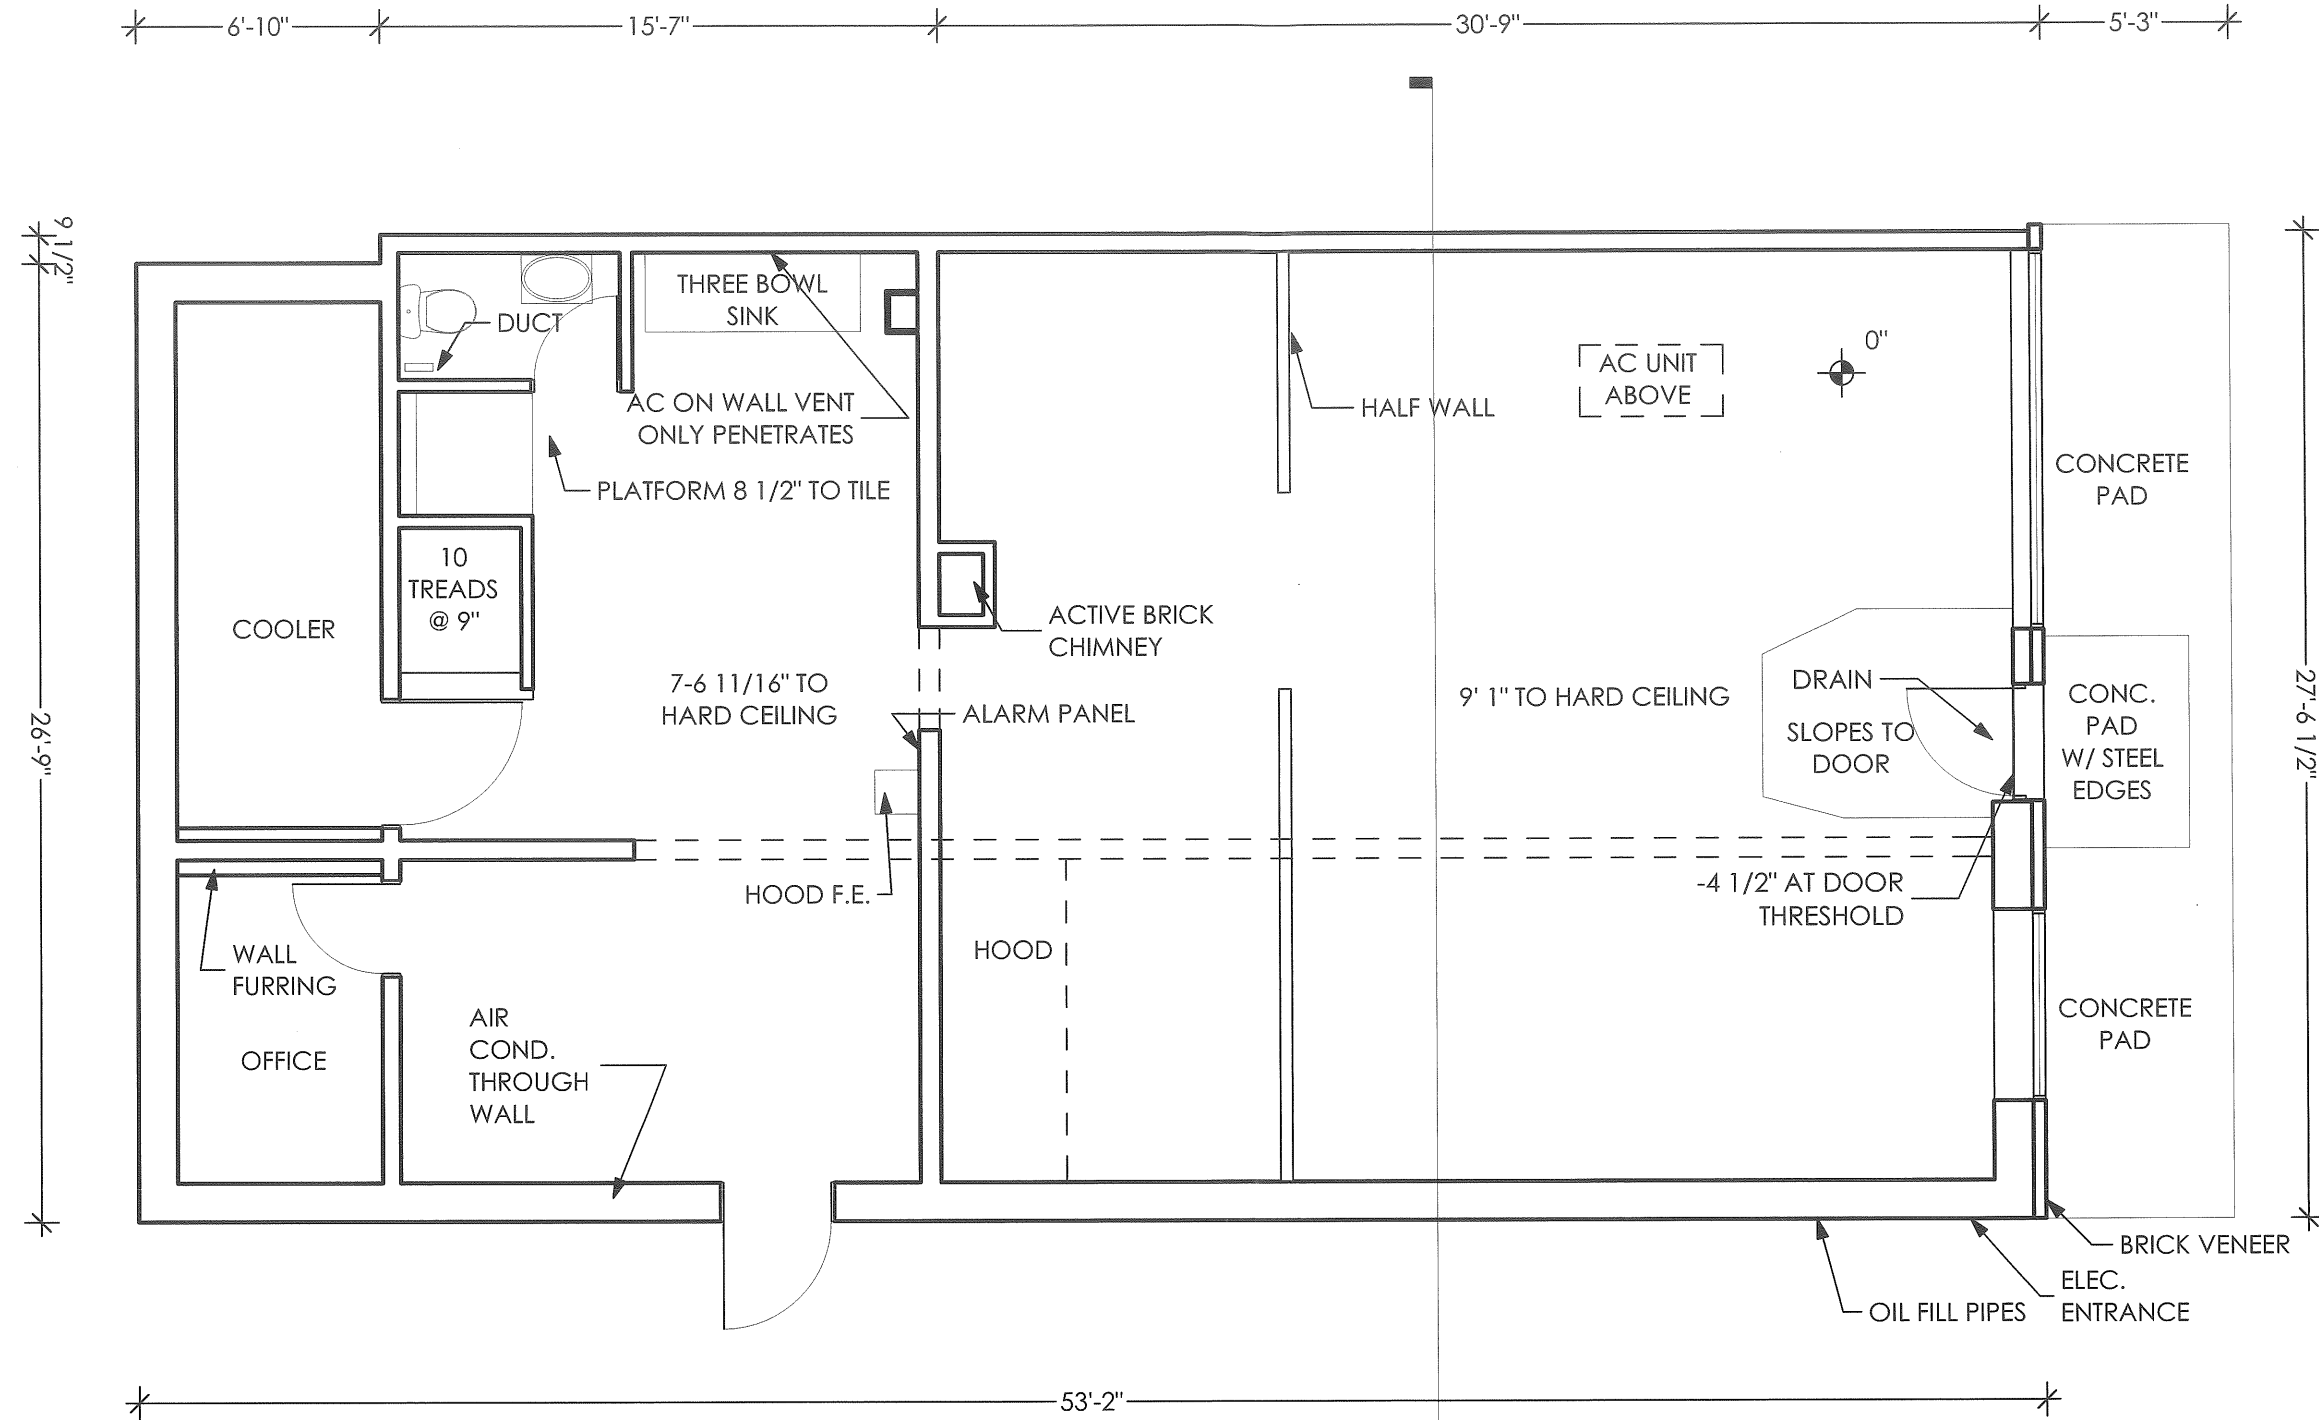 6'-10"
15'-7"
30'-9"
5'-3"
9 1/2"
THREE BOWL
SINK
DUCT
0"
AC UNIT
ABOVE
AC ON WALL VENT
ONLY PENETRATES
HALF WALL
CONCRETE
PAD
PLATFORM 8 1/2" TO TILE
10
TREADS
@ 9"
COOLER
ACTIVE BRICK
CHIMNEY
7-6 11/16" TO
HARD CEILING
ALARM PANEL
9' 1" TO HARD CEILING
DRAIN
SLOPES TO
DOOR
CONC.
PAD
W/ STEEL
EDGES
26'-9"
27'-6 1/2"
HOOD F.E.
-4 1/2" AT DOOR
THRESHOLD
WALL
FURRING
HOOD
AIR
COND.
THROUGH
WALL
OFFICE
CONCRETE
PAD
BRICK VENEER
ELEC.
ENTRANCE
OIL FILL PIPES
53'-2"